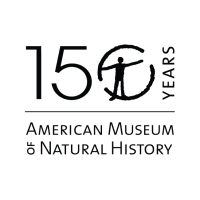 150 YEARS
AMERICAN MUSEUM
OF NATURAL HISTORY